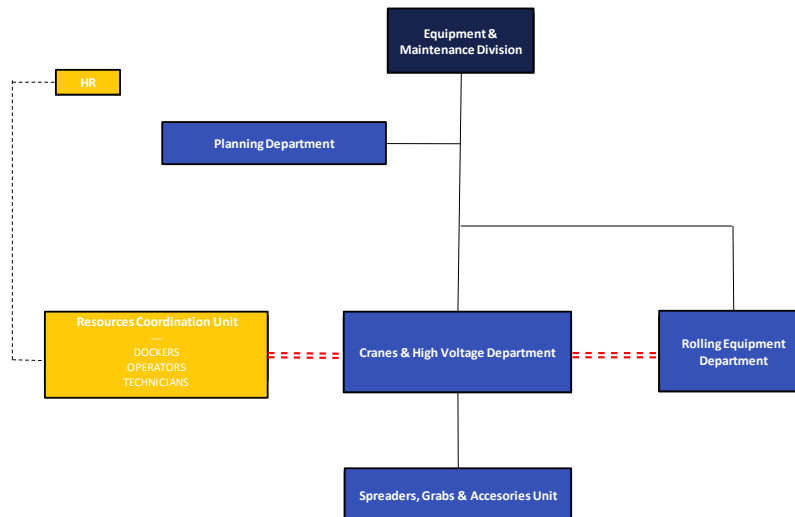 Equipment &
Maintenance Division
HR
Planning Department
Resources Coordination Unit
---
DOCKERS
OPERATORS
TECHNICIANS
Cranes & High Voltage Department
Rolling Equipment
Department
Spreaders, Grabs & Accesories Unit